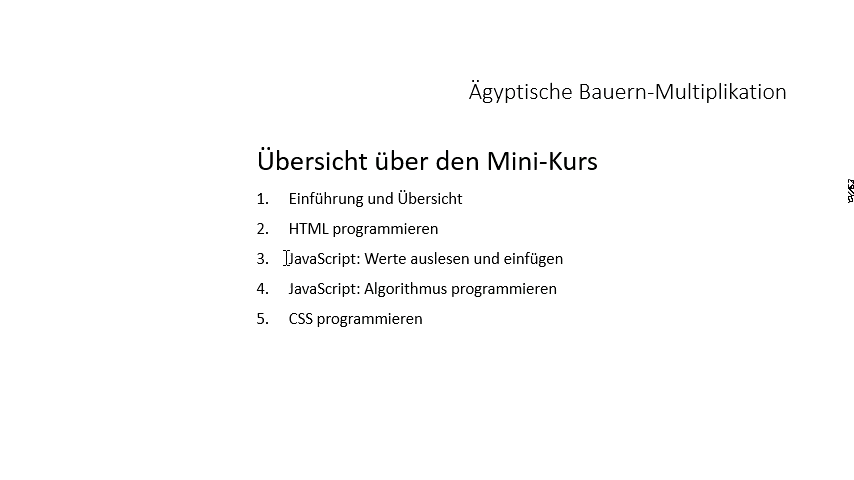 Ägyptische Bauern-Multiplikation
Übersicht über den Mini-Kurs
1. Einführung und Übersicht
2. HTML programmieren
3. JavaScript: Werte auslesen und einfügen
4. JavaScript: Algorithmus programmieren
5. CSS programmieren